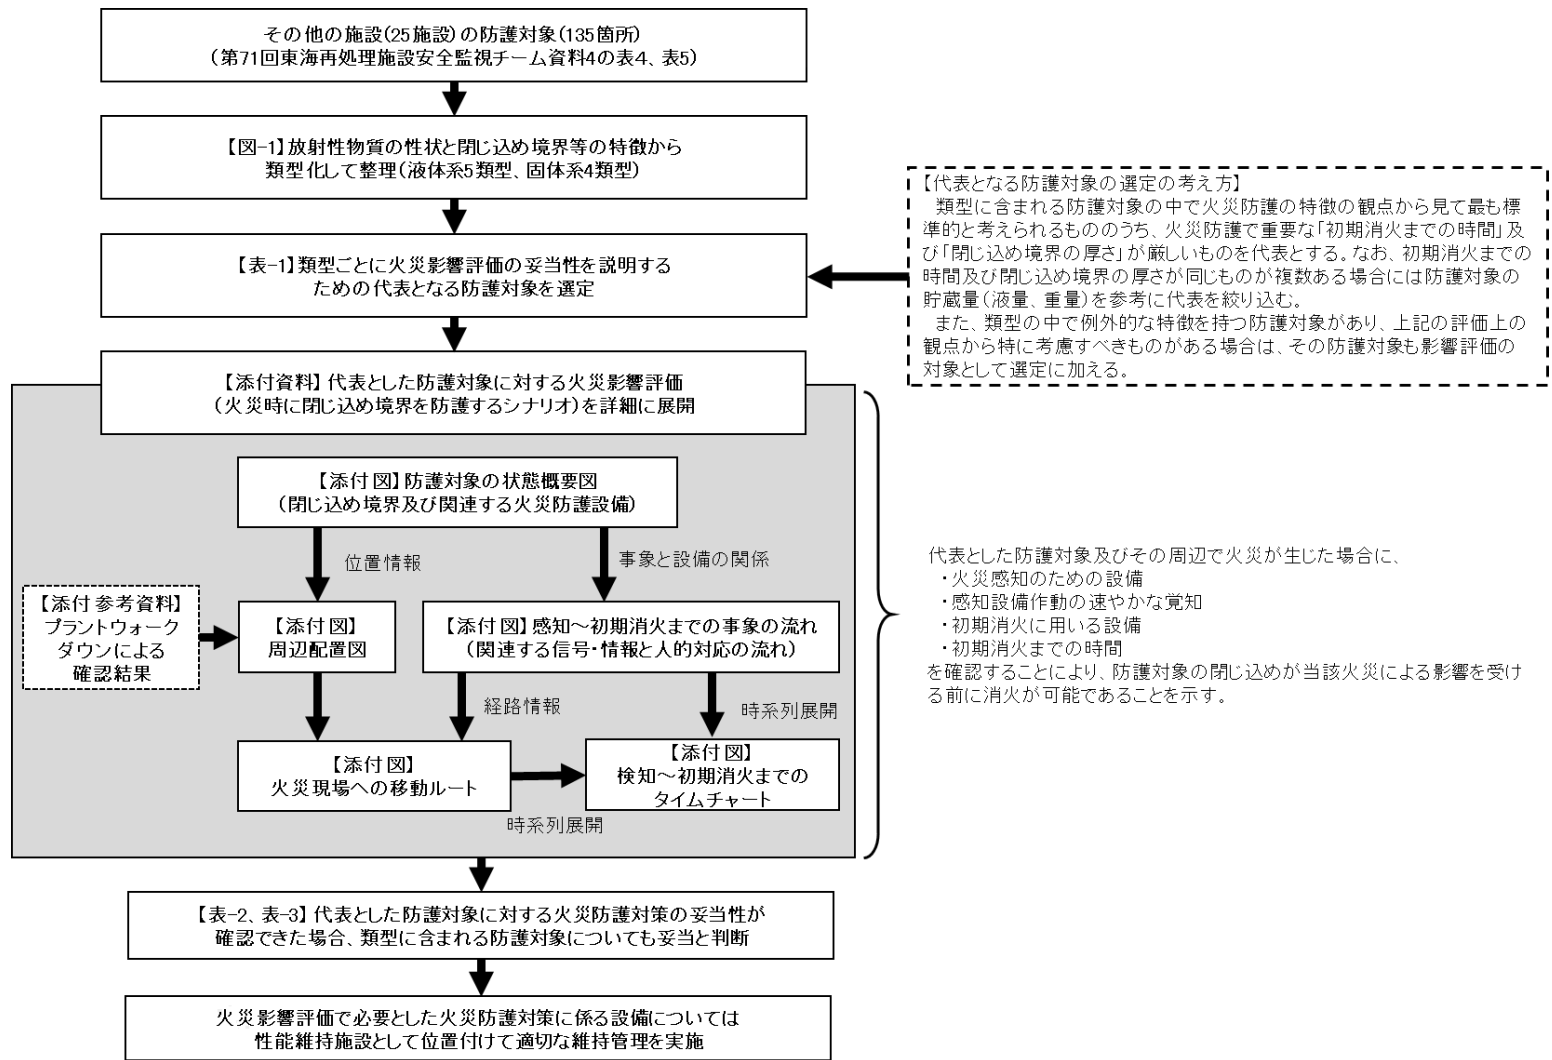 その他の施設(25施設)の防護対象(135箇所)
(第71回東海再処理施設安全監視チーム資料4の表4、表5)
【図-1】放射性物質の性状と閉じ込め境界等の特徴から
類型化して整理(液体系5類型、固体系4類型)
【表-1】類型ごとに火災影響評価の妥当性を説明する
ための代表となる防護対象を選定
【代表となる防護対象の選定の考え方】
類型に含まれる防護対象の中で火災防護の特徴の観点から見て最も標
準的と考えられるもののうち、火災防護で重要な「初期消火までの時間」及
び「閉じ込め境界の厚さ」が厳しいものを代表とする。なお、初期消火までの
時間及び閉じ込め境界の厚さが同じものが複数ある場合には防護対象の
貯蔵量(液量、重量)を参考に代表を絞り込む。
また、類型の中で例外的な特徴を持つ防護対象があり、上記の評価上の
観点から特に考慮すべきものがある場合は、その防護対象も影響評価の
対象として選定に加える。
【添付資料】代表とした防護対象に対する火災影響評価
(火災時に閉じ込め境界を防護するシナリオ)を詳細に展開
【添付図】防護対象の状態概要図
(閉じ込め境界及び関連する火災防護設備)
位置情報
事象と設備の関係
【添付参考資料】
プラントウォーク
ダウンによる
確認結果
【添付図】
周辺配置図
【添付図】感知～初期消火までの事象の流れ
(関連する信号・情報と人的対応の流れ)
経路情報
時系列展開
【添付図】
火災現場への移動ルート
【添付図】
検知～初期消火までの
タイムチャート
時系列展開
代表とした防護対象及びその周辺で火災が生じた場合に、
・火災感知のための設備
・感知設備作動の速やかな覚知
・初期消火に用いる設備
・初期消火までの時間
を確認することにより、防護対象の閉じ込めが当該火災による影響を受け
る前に消火が可能であることを示す。
【表-2、表-3】代表とした防護対象に対する火災防護対策の妥当性が
確認できた場合、類型に含まれる防護対象についても妥当と判断
火災影響評価で必要とした火災防護対策に係る設備については
性能維持施設として位置付けて適切な維持管理を実施